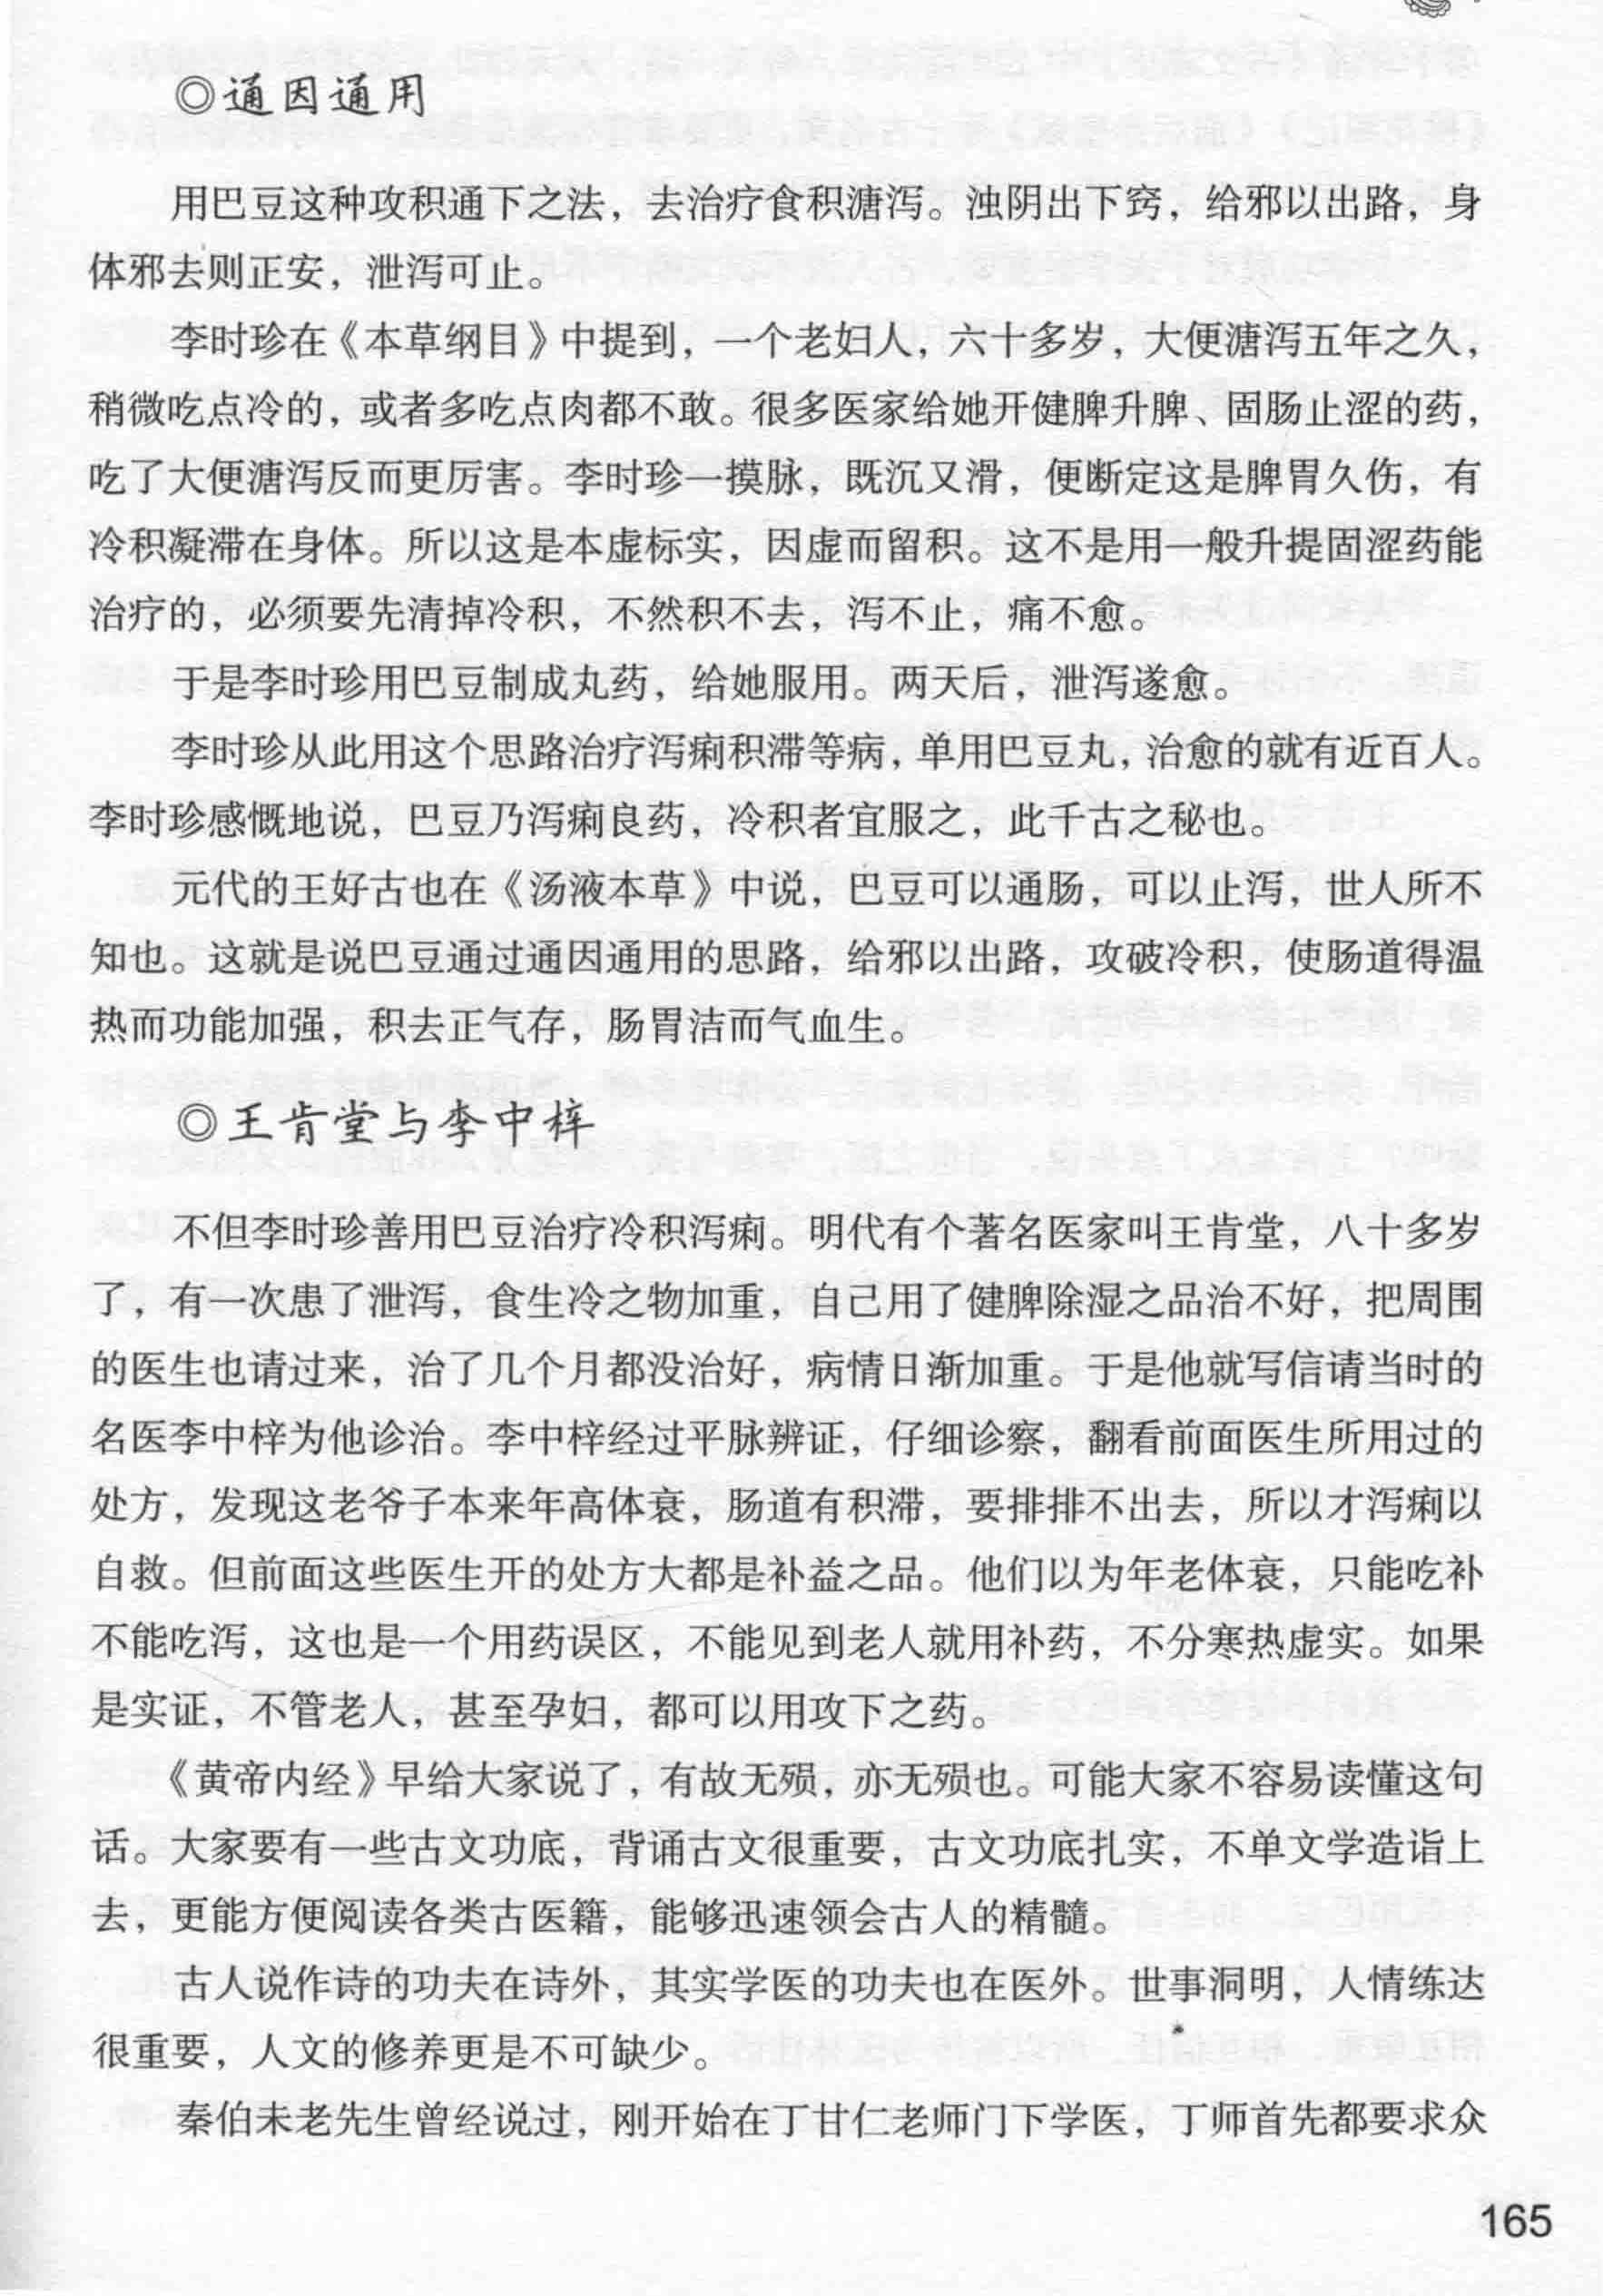 ◎通因通用
用巴豆这种攻积通下之法，去治疗食积溏泻。浊阴出下窍，给邪以出路，身
体邪去则正安，泄泻可止。
李时珍在《本草纲目》中提到，一个老妇人，六十多岁，大便溏泻五年之久，
稍微吃点冷的，或者多吃点肉都不敢。很多医家给她开健脾升脾、固肠止涩的药，
吃了大便溏泻反而更厉害。李时珍一摸脉，既沉又滑，便断定这是脾胃久伤，有
冷积凝滞在身体。所以这是本虚标实，因虚而留积。这不是用一般升提固涩药能
治疗的，必须要先清掉冷积，不然积不去，泻不止，痛不愈。
于是李时珍用巴豆制成丸药，给她服用。两天后，泄泻遂愈。
李时珍从此用这个思路治疗泻痢积滞等病，单用巴豆丸，治愈的就有近百人。
李时珍感慨地说，巴豆乃泻痢良药，冷积者宜服之，此千古之秘也。
元代的王好古也在《汤液本草》中说，巴豆可以通肠，可以止泻，世人所不
知也。这就是说巴豆通过通因通用的思路，给邪以出路，攻破冷积，使肠道得温
热而功能加强，积去正气存，肠胃洁而气血生。
◎王肯堂与李中梓
不但李时珍善用巴豆治疗冷积泻痢。明代有个著名医家叫王肯堂，八十多岁
了，有一次患了泄泻，食生冷之物加重，自己用了健脾除湿之品治不好，把周围
的医生也请过来，治了几个月都没治好，病情日渐加重。于是他就写信请当时的
名医李中梓为他诊治。李中梓经过平脉辨证，仔细诊察，翻看前面医生所用过的
处方，发现这老爷子本来年高体衰，肠道有积滞，要排排不出去，所以才泻痢以
自救。但前面这些医生开的处方大都是补益之品。他们以为年老体衰，只能吃补
不能吃泻，这也是一个用药误区，不能见到老人就用补药，不分寒热虚实。如果
是实证，不管老人，甚至孕妇，都可以用攻下之药。
《黄帝内经》早给大家说了，有故无殒，亦无殒也。可能大家不容易读懂这句
话。大家要有一些古文功底，背诵古文很重要，古文功底扎实，不单文学造诣上
去，更能方便阅读各类古医籍，能够迅速领会古人的精髓。
古人说作诗的功夫在诗外，其实学医的功夫也在医外。世事洞明，人情练达
很重要，人文的修养更是不可缺少。
秦伯未老先生曾经说过，刚开始在丁甘仁老师门下学医，丁师首先都要求众
165